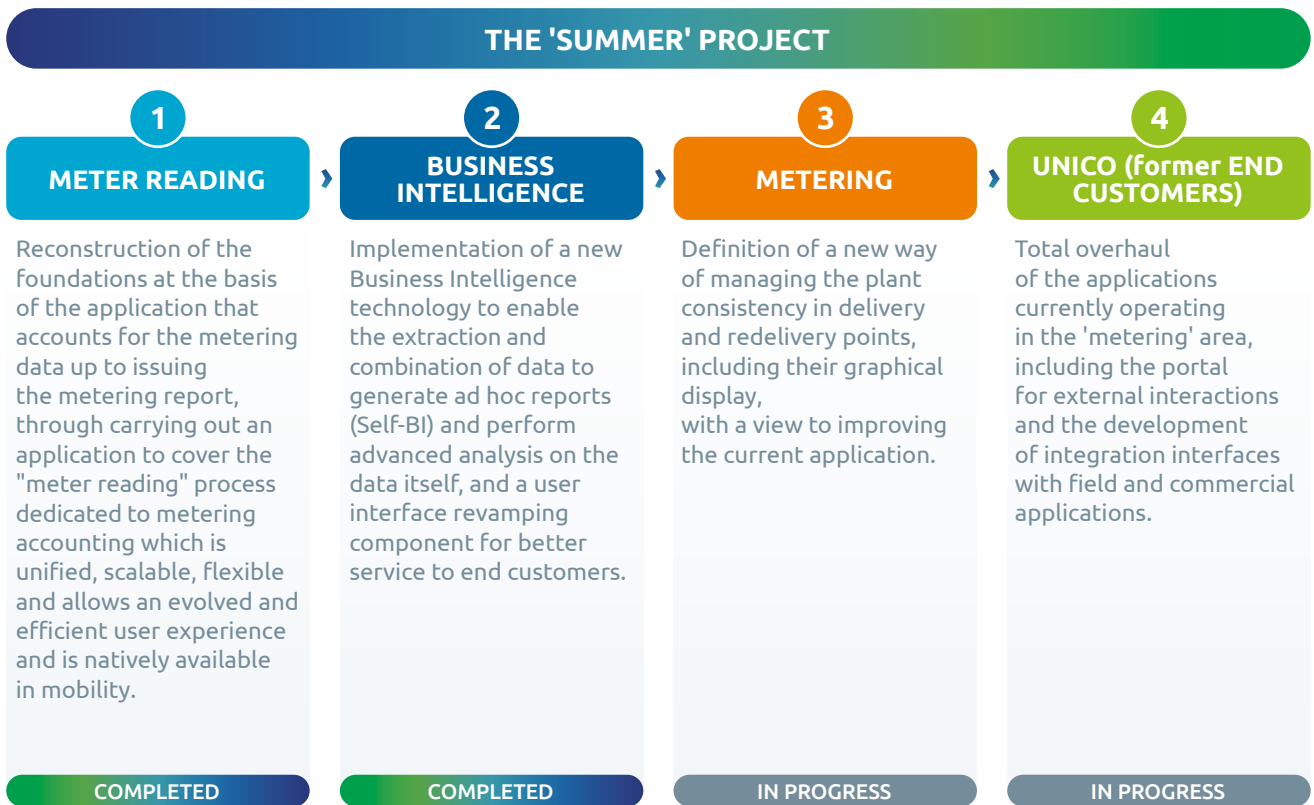 THE 'SUMMER' PROJECT
1
METER READING
Reconstruction of the
foundations at the basis
of the application that
accounts for the metering
data up to issuing
the metering report,
through carrying out an
application to cover the
"meter reading" process
dedicated to metering
accounting which is
unified, scalable, flexible
and allows an evolved and
efficient user experience
and is natively available
in mobility.
COMPLETED
2
BUSINESS
INTELLIGENCE
Implementation of a new
Business Intelligence
technology to enable
the extraction and
combination of data to
generate ad hoc reports
(Self-BI) and perform
advanced analysis on the
data itself, and a user
interface revamping
component for better
service to end customers.
COMPLETED
3
METERING
Definition of a new way
of managing the plant
consistency in delivery
and redelivery points,
including their graphical
display,
with a view to improving
the current application.
IN PROGRESS
4
UNICO (former END
CUSTOMERS)
Total overhaul
of the applications
currently operating
in the 'metering' area,
including the portal
for external interactions
and the development
of integration interfaces
with field and commercial
applications.
IN PROGRESS